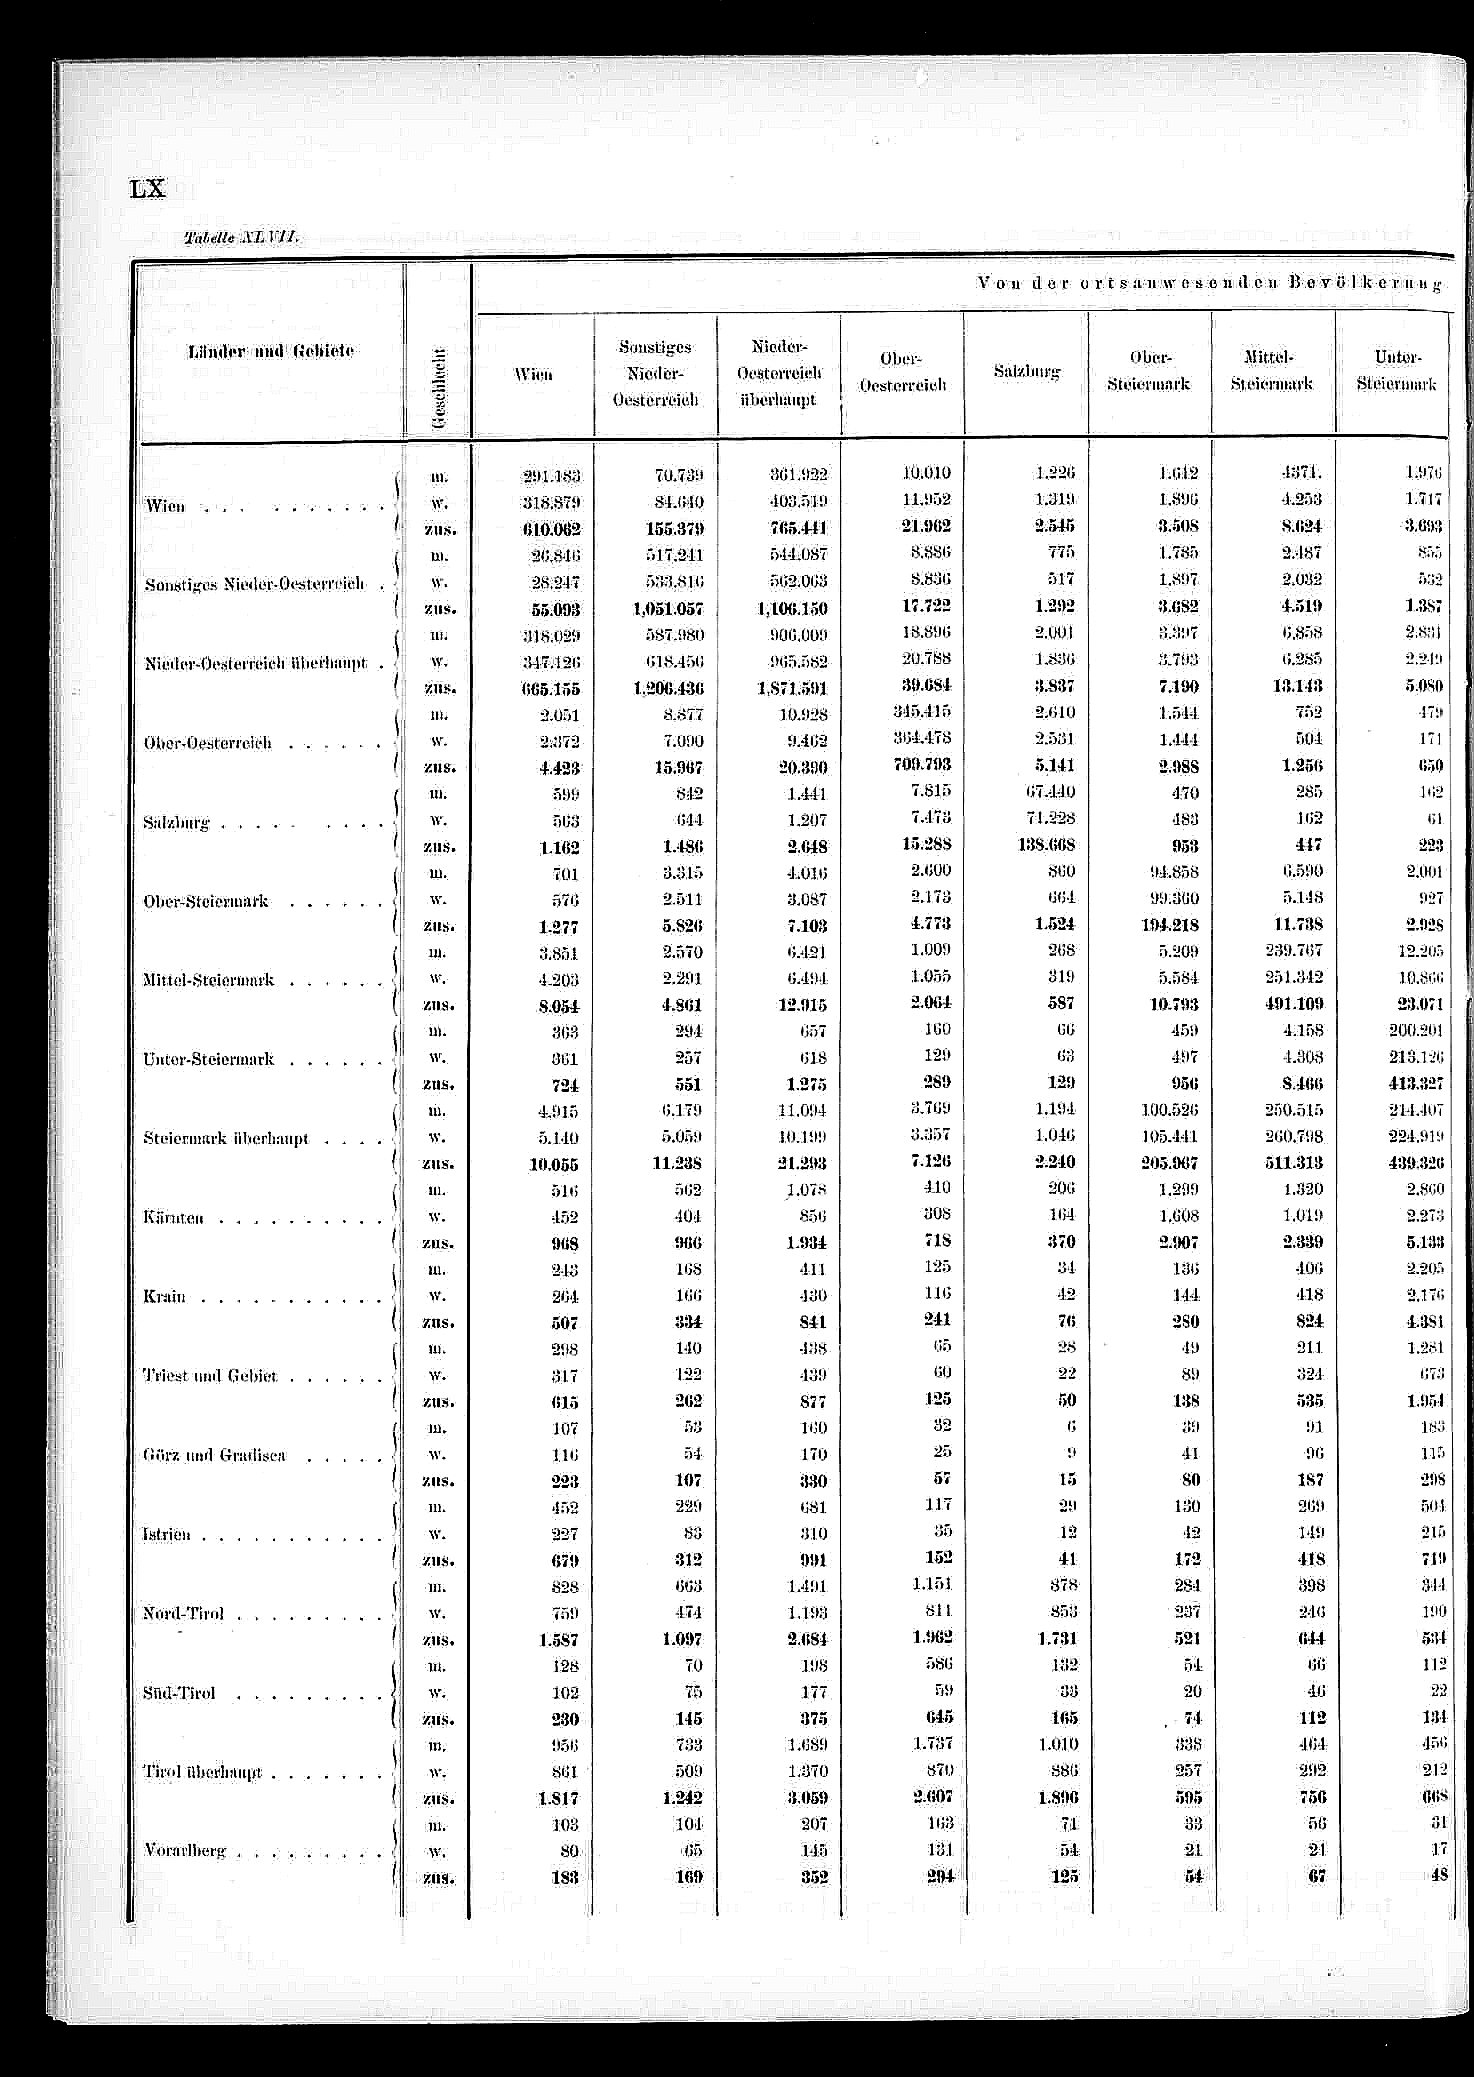 LX
Tabelle XLVII.
Von der ortsanwesenden Bevölkerung
Länder und Gebiete | Geschlecht | Wien | Sonstiges Nieder-Oesterreich | Nieder-Oesterreich überhaupt | Ober-Oesterreich | Salzburg | Ober-Steiermark | Mittel-Steiermark | Unter-Steiermark
Wien . . . . . . . . . . .
m. 291.183 70.739 361.922 10.010 1.226 1.612 4371. 1.976
w. 318.879 84.640 403.519 11.952 1.319 1.896 4.253 1.717
zus. 610.062 155.379 765.441 21.962 2.545 3.508 8.624 3.693
Sonstiges Nieder-Oesterreich .
m. 26.846 517.241 544.087 8.886 775 1.785 2.487 855
w. 28.247 533.816 562.063 8.836 517 1.897 2.032 532
zus. 55.093 1,051.057 1,106.150 17.722 1.292 3.682 4.519 1.387
Nieder-Oesterreich überhaupt .
m. 318.029 587.980 906.009 18.896 2.001 3.397 6.858 2.831
w. 347.126 618.456 965.582 20.788 1.836 3.793 6.285 2.249
zus. 665.155 1,206.436 1,871.591 39.684 3.837 7.190 13.143 5.080
Ober-Oesterreich . . . . . .
m. 2.051 8.877 10.928 345.415 2.610 1.544 752 479
w. 2.372 7.090 9.462 364.478 2.531 1.444 504 171
zus. 4.423 15.967 20.390 709.793 5.141 2.988 1.256 650
Salzburg . . . . . . . . .
m. 599 842 1.441 7.815 67.440 470 285 162
w. 563 644 1.207 7.473 71.228 483 162 61
zus. 1.162 1.486 2.648 15.288 138.668 953 447 223
Ober-Steiermark . . . . . .
m. 701 3.315 4.016 2.600 860 94.858 6.590 2.001
w. 576 2.511 3.087 2.173 664 99.360 5.148 927
zus. 1.277 5.826 7.103 4.773 1.524 194.218 11.738 2.928
Mittel-Steiermark . . . . . .
m. 3.851 2.570 6.421 1.009 268 5.209 239.767 12.205
w. 4.203 2.291 6.494 1.055 319 5.584 251.342 10.866
zus. 8.054 4.861 12.915 2.064 587 10.793 491.109 23.071
Unter-Steiermark . . . . . .
m. 363 294 657 160 66 459 4.158 200.201
w. 361 257 618 129 63 497 4.308 213.126
zus. 724 551 1.275 289 129 956 8.466 413.327
Steiermark überhaupt . . . .
m. 4.915 6.179 11.094 3.769 1.194 100.526 250.515 214.407
w. 5.140 5.059 10.199 3.357 1.046 105.441 260.798 224.919
zus. 10.055 11.238 21.293 7.126 2.240 205.967 511.313 439.326
Kärnten . . . . . . . . . .
m. 516 562 1.078 410 206 1.299 1.320 2.860
w. 452 404 856 308 164 1.608 1.019 2.273
zus. 968 966 1.934 718 370 2.907 2.339 5.133
Krain . . . . . . . . . . .
m. 243 168 411 125 34 136 406 2.205
w. 264 166 430 116 42 144 418 2.176
zus. 507 334 841 241 76 280 824 4.381
Triest und Gebiet . . . . . .
m. 298 140 438 65 28 49 211 1.281
w. 317 122 439 60 22 89 324 673
zus. 615 262 877 125 50 138 535 1.954
Görz und Gradisca . . . . .
m. 107 53 160 32 6 39 91 183
w. 116 54 170 25 9 41 96 115
zus. 223 107 330 57 15 80 187 298
Istrien . . . . . . . . . . .
m. 452 229 681 117 29 130 269 504
w. 227 83 310 35 12 42 149 215
zus. 679 312 991 152 41 172 418 719
Nord-Tirol . . . . . . . . .
m. 828 663 1.491 1.151 878 284 398 344
w. 759 474 1.193 811 853 237 246 190
zus. 1.587 1.097 2.684 1.962 1.731 521 644 534
Süd-Tirol . . . . . . . . .
m. 128 70 198 586 132 54 66 112
w. 102 75 177 59 33 20 46 22
zus. 230 145 375 645 165 74 112 134
Tirol überhaupt . . . . . . .
m. 956 733 1.689 1.737 1.010 338 464 456
w. 861 509 1.370 870 886 257 292 212
zus. 1.817 1.242 3.059 2.607 1.896 595 756 668
Vorarlberg . . . . . . . . .
m. 103 104 207 163 71 33 56 31
w. 80 65 145 131 54 21 21 17
zus. 183 169 352 294 125 54 67 48